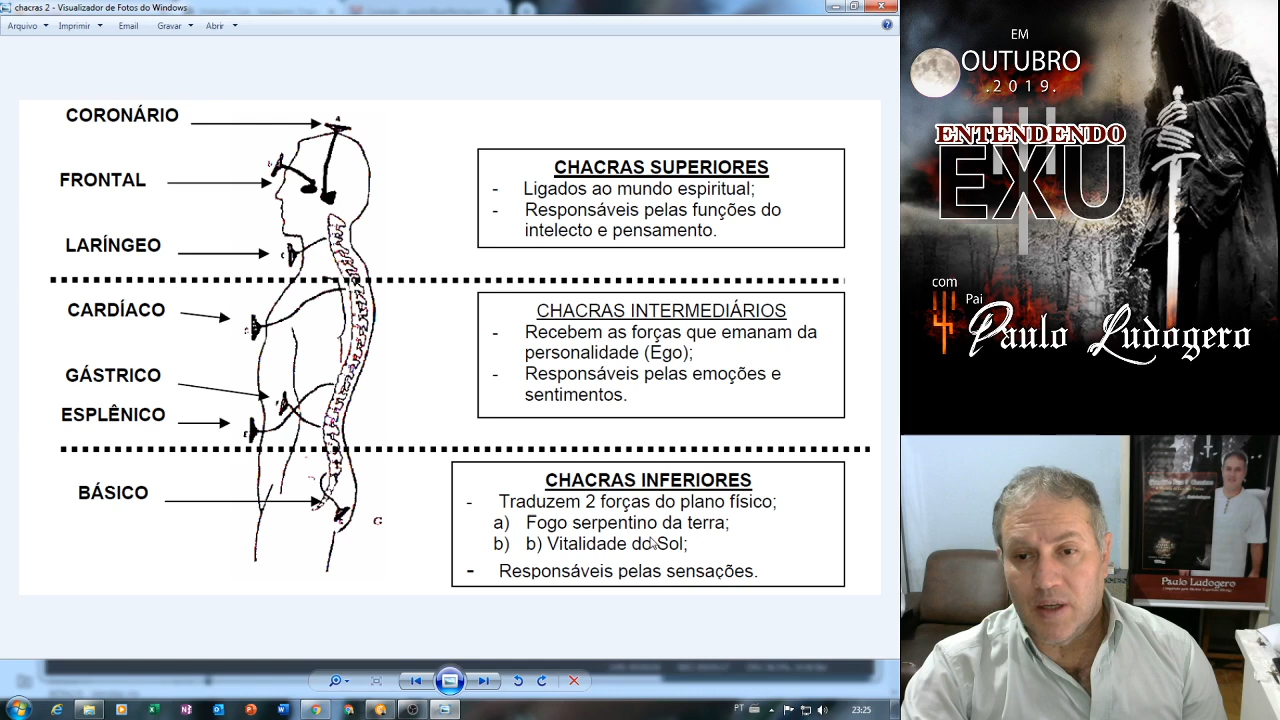 chacras 2 - Visualizador de Fotos do Windows
Arquivo Imprimir Email Gravar Abrir
CORONÁRIO
FRONTAL
LARÍNGEO
CARDÍACO
GÁSTRICO
ESPLÊNICO
BÁSICO
G
CHACRAS SUPERIORES
- Ligados ao mundo espiritual;
- Responsáveis pelas funções do
intelecto e pensamento.
CHACRAS INTERMEDIÁRIOS
- Recebem as forças que emanam da
personalidade (Ego);
- Responsáveis pelas emoções e
sentimentos.
CHACRAS INFERIORES
- Traduzem 2 forças do plano físico;
a) Fogo serpentino da terra;
b) b) Vitalidade do Sol;
- Responsáveis pelas sensações.
EM
OUTUBRO
.2019.
ENTENDENDO
EXU
com
Pai
Paulo Ludogero
Paulo Ludogero
PT
23:25